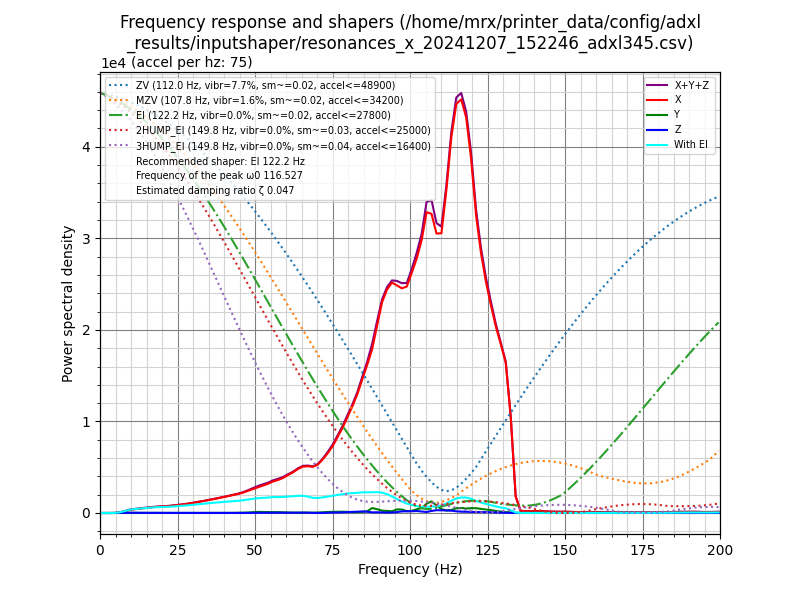 Frequency response and shapers (/home/mrx/printer_data/config/adxl
_results/inputshaper/resonances_x_20241207_152246_adxl345.csv)
1e4 (accel per hz: 75)
ZV (112.0 Hz, vibr=7.7%, sm~=0.02, accel<=48900)
MZV (107.8 Hz, vibr=1.6%, sm~=0.02, accel<=34200)
EI (122.2 Hz, vibr=0.0%, sm~=0.02, accel<=27800)
2HUMP_EI (149.8 Hz, vibr=0.0%, sm~=0.03, accel<=25000)
3HUMP_EI (149.8 Hz, vibr=0.0%, sm~=0.04, accel<=16400)
Recommended shaper: EI 122.2 Hz
Frequency of the peak ω0 116.527
Estimated damping ratio ζ 0.047
X+Y+Z
X
Y
Z
With EI
Power spectral density
4
3
2
1
0
0 25 50 75 100 125 150 175 200
Frequency (Hz)